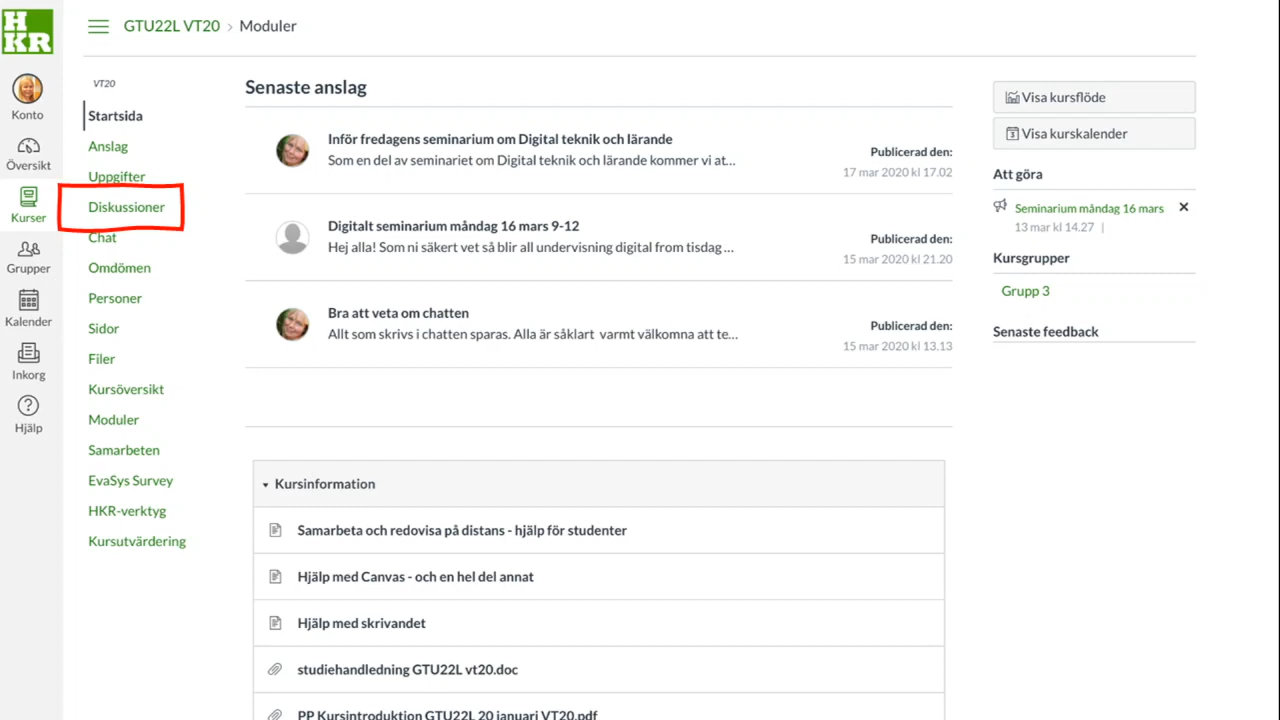 HKR
GTU22L VT20 › Moduler
Konto
Översikt
Kurser
Grupper
Kalender
Inkorg
Hjälp
VT20
Startsida
Anslag
Uppgifter
Diskussioner
Chat
Omdömen
Personer
Sidor
Filer
Kursöversikt
Moduler
Samarbeten
EvaSys Survey
HKR-verktyg
Kursutvärdering
Senaste anslag
Inför fredagens seminarium om Digital teknik och lärande
Som en del av seminariet om Digital teknik och lärande kommer vi at...
Publicerad den:
17 mar 2020 kl 17.02
Digitalt seminarium måndag 16 mars 9-12
Hej alla! Som ni säkert vet så blir all undervisning digital from tisdag ...
Publicerad den:
15 mar 2020 kl 21.20
Bra att veta om chatten
Allt som skrivs i chatten sparas. Alla är såklart varmt välkomna att te...
Publicerad den:
15 mar 2020 kl 13.13
Kursinformation
Samarbeta och redovisa på distans - hjälp för studenter
Hjälp med Canvas - och en hel del annat
Hjälp med skrivandet
studiehandledning GTU22L vt20.doc
PP Kursintroduktion GTU22L 20 januari VT20.pdf
Visa kursflöde
Visa kurskalender
Att göra
Seminarium måndag 16 mars
13 mar kl 14.27 |
Kursgrupper
Grupp 3
Senaste feedback